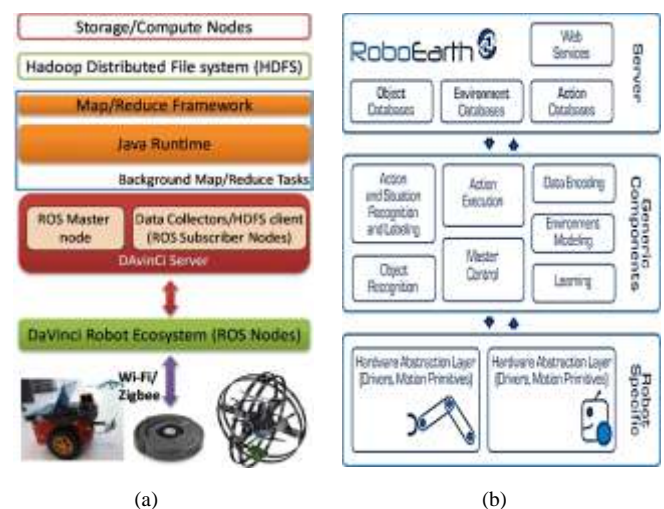 Storage/Compute Nodes
Hadoop Distributed File system (HDFS)
Map/Reduce Framework
Java Runtime
Background Map/Reduce Tasks
ROS Master
node
Data Collectors/HDFS client
(ROS Subscriber Nodes)
DAvinCi Server
DaVinci Robot Ecosystem (ROS Nodes)
Wi-Fi/
Zigbee
(a)
RoboEarth
Web
Services
Object
Databases
Environment
Databases
Action
Databases
Server
Action
and Situation
Recognition
and Labeling
Action
Execution
Data Encoding
Environment
Modeling
Object
Recognition
Master
Control
Learning
Generic
Components
Hardware Abstraction Layer
(Drivers, Motion Primitives)
Hardware Abstraction Layer
(Drivers, Motion Primitives)
Robot
Specific
(b)